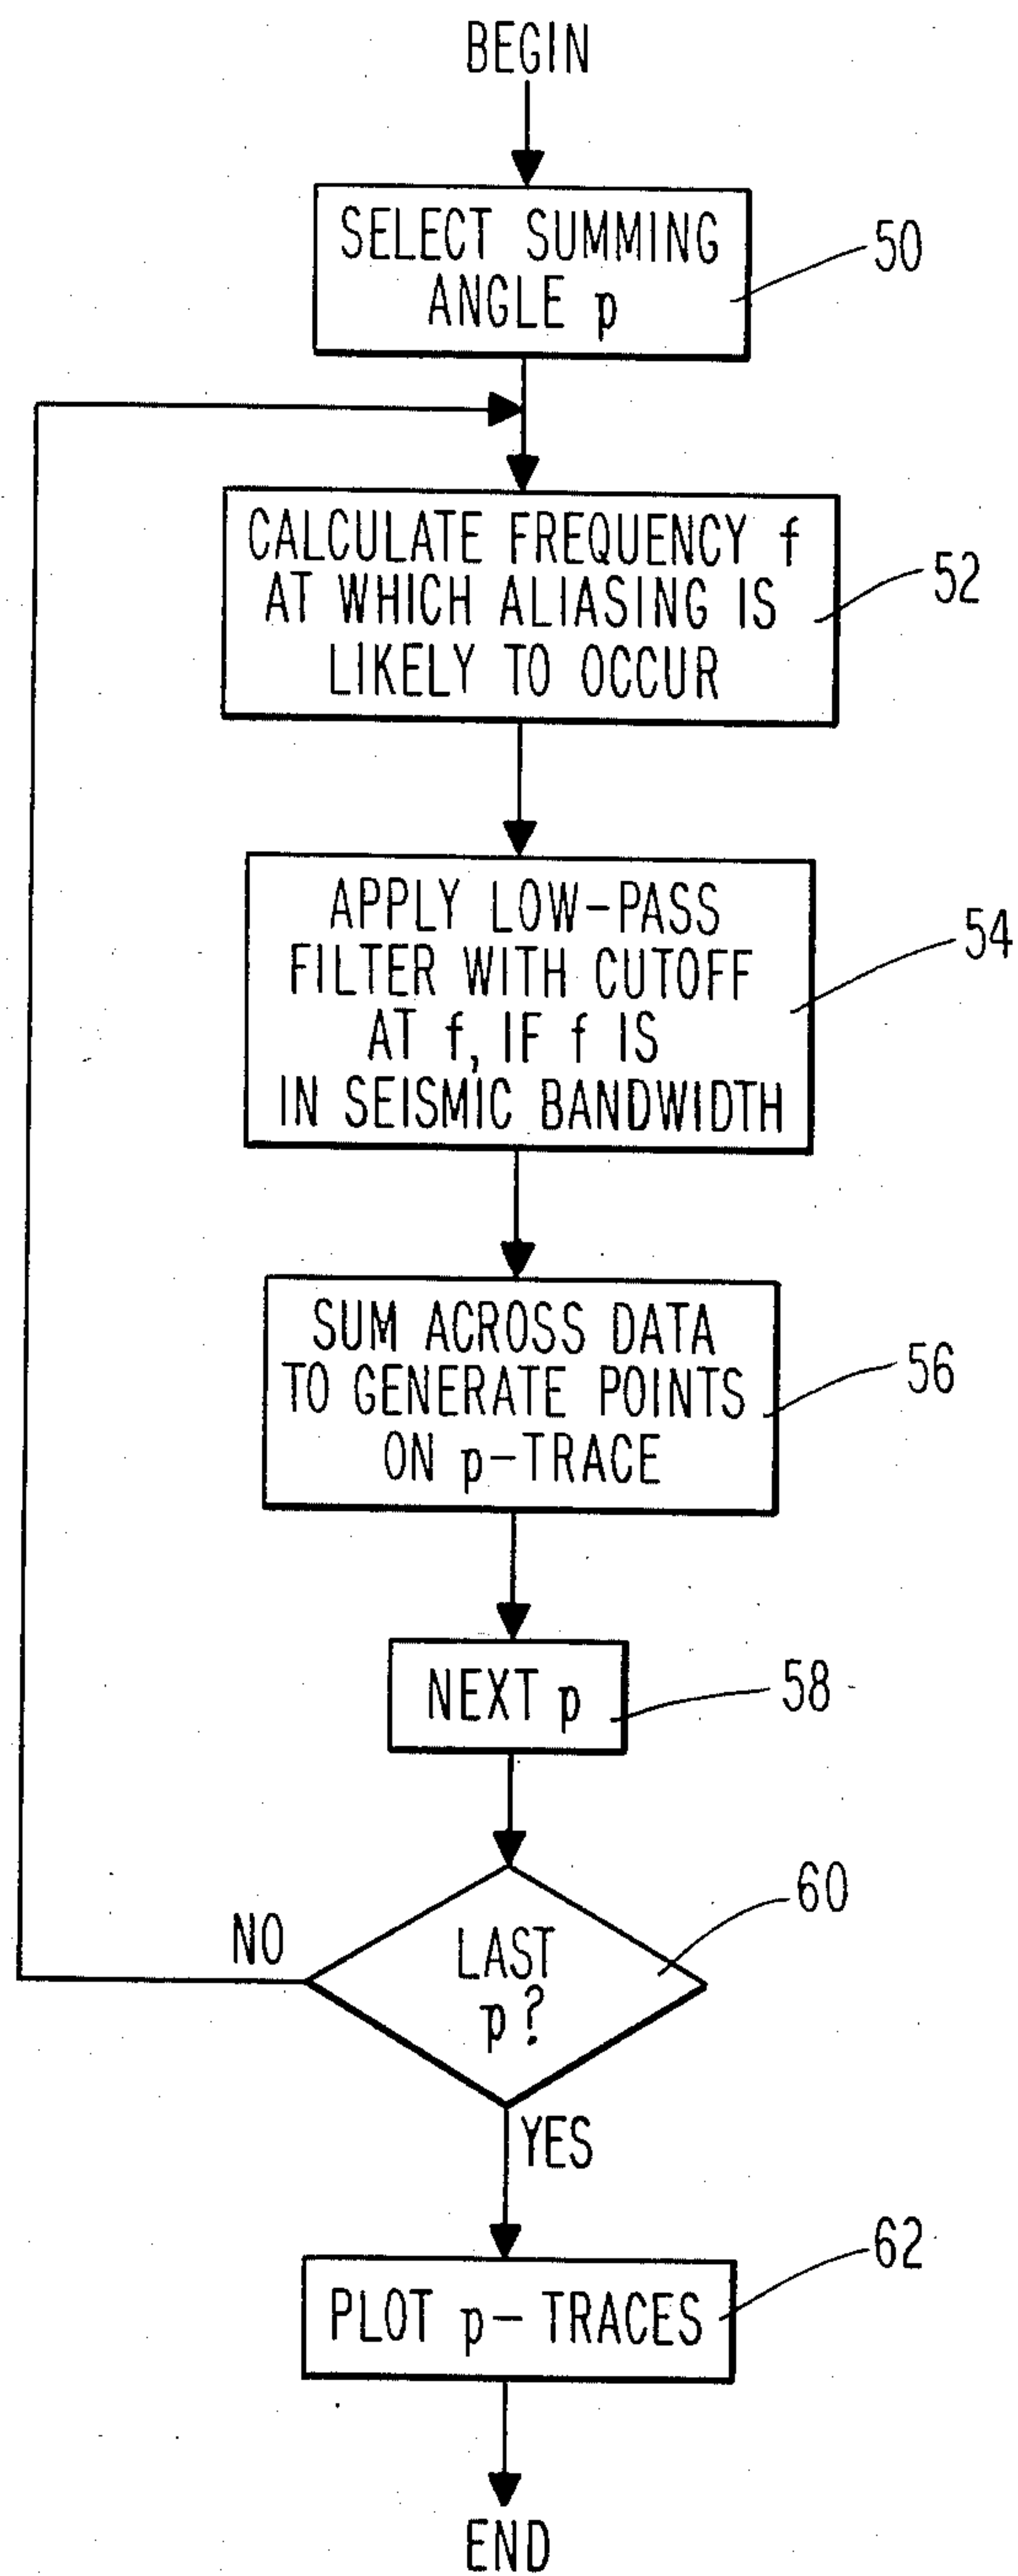 BEGIN
SELECT SUMMING
ANGLE p
50
CALCULATE FREQUENCY f
AT WHICH ALIASING IS
LIKELY TO OCCUR
52
APPLY LOW-PASS
FILTER WITH CUTOFF
AT f, IF f IS
IN SEISMIC BANDWIDTH
54
SUM ACROSS DATA
TO GENERATE POINTS
ON p-TRACE
56
NEXT p
58
LAST
p?
60
NO
YES
PLOT p- TRACES
62
END